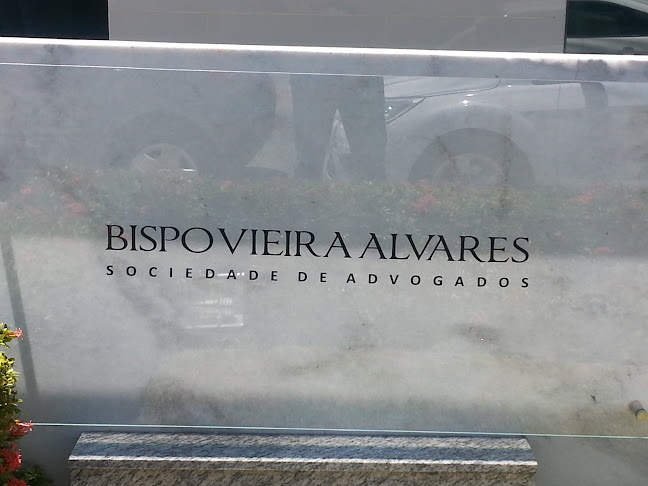 BISPO VIEIRA ALVARES
SOCIEDADE DE ADVOGADOS